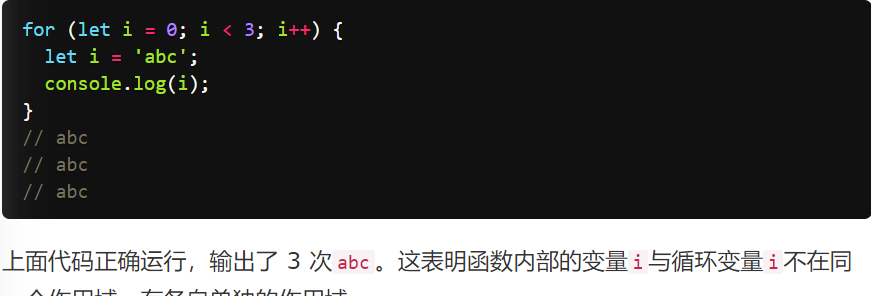 for (let i = 0; i < 3; i++) {
  let i = 'abc';
  console.log(i);
}
// abc
// abc
// abc
上面代码正确运行，输出了 3 次abc。这表明函数内部的变量i与循环变量i不在同